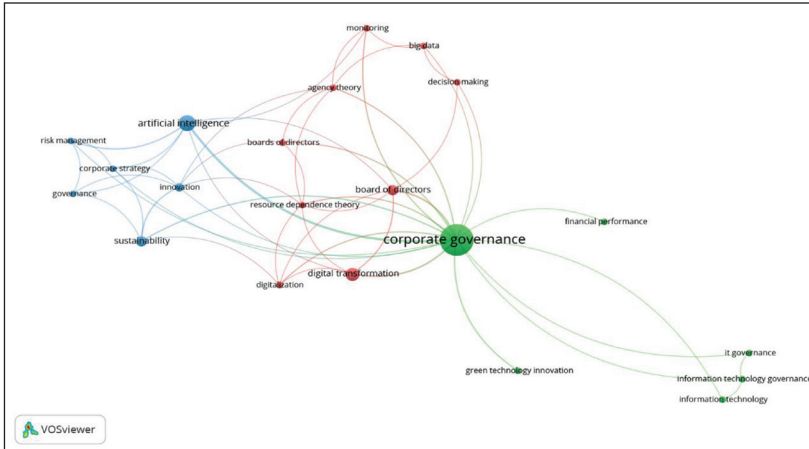 monitoring
big data
decision making
agency theory
artificial intelligence
risk management
boards of directors
corporate strategy
innovation
governance
board of directors
resource dependence theory
financial performance
sustainability
corporate governance
digital transformation
digitalization
it governance
green technology innovation
information technology governance
information technology
VOSviewer